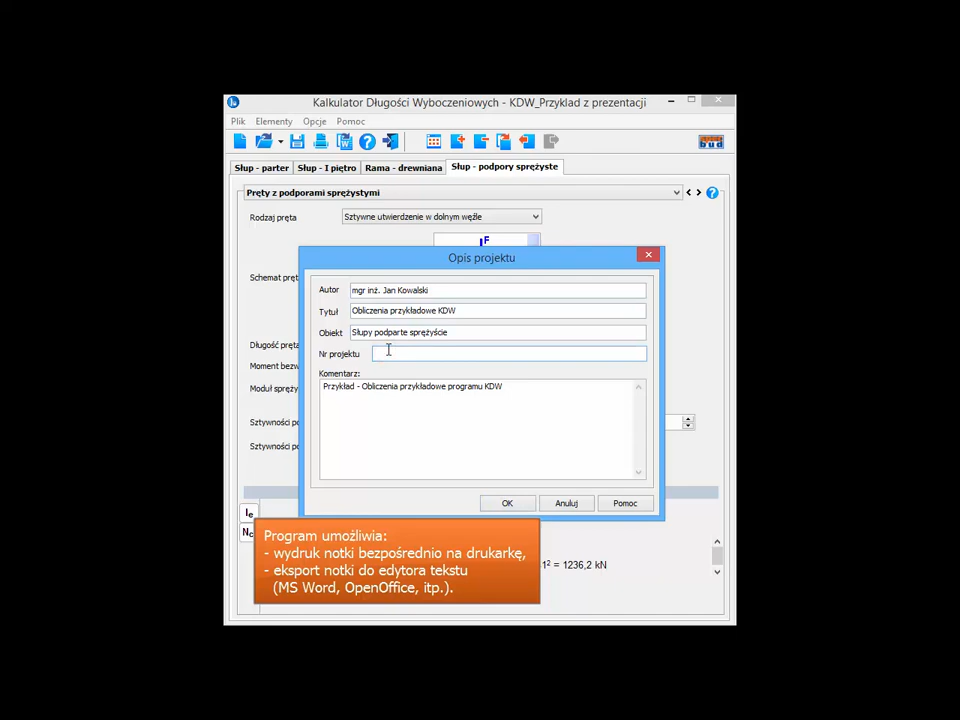 Kalkulator Długości Wyboczeniowych - KDW_Przyklad z prezentacji
Plik Elementy Opcje Pomoc
Słup - parter Słup - I piętro Rama - drewniana Słup - podpory sprężyste
Pręty z podporami sprężystymi
Rodzaj pręta Sztywne utwierdzenie w dolnym węźle
F
Opis projektu
Schemat pręt
Autor mgr inż. Jan Kowalski
Tytuł Obliczenia przykładowe KDW
Obiekt Słupy podparte sprężyście
Długość pręta
Nr projektu
Moment bezw
Komentarz:
Moduł spręży
Przykład - Obliczenia przykładowe programu KDW
Sztywności po
Sztywności po
OK Anuluj Pomoc
Program umożliwia:
- wydruk notki bezpośrednio na drukarkę,
- eksport notki do edytora tekstu
(MS Word, OpenOffice, itp.).
1² = 1236,2 kN